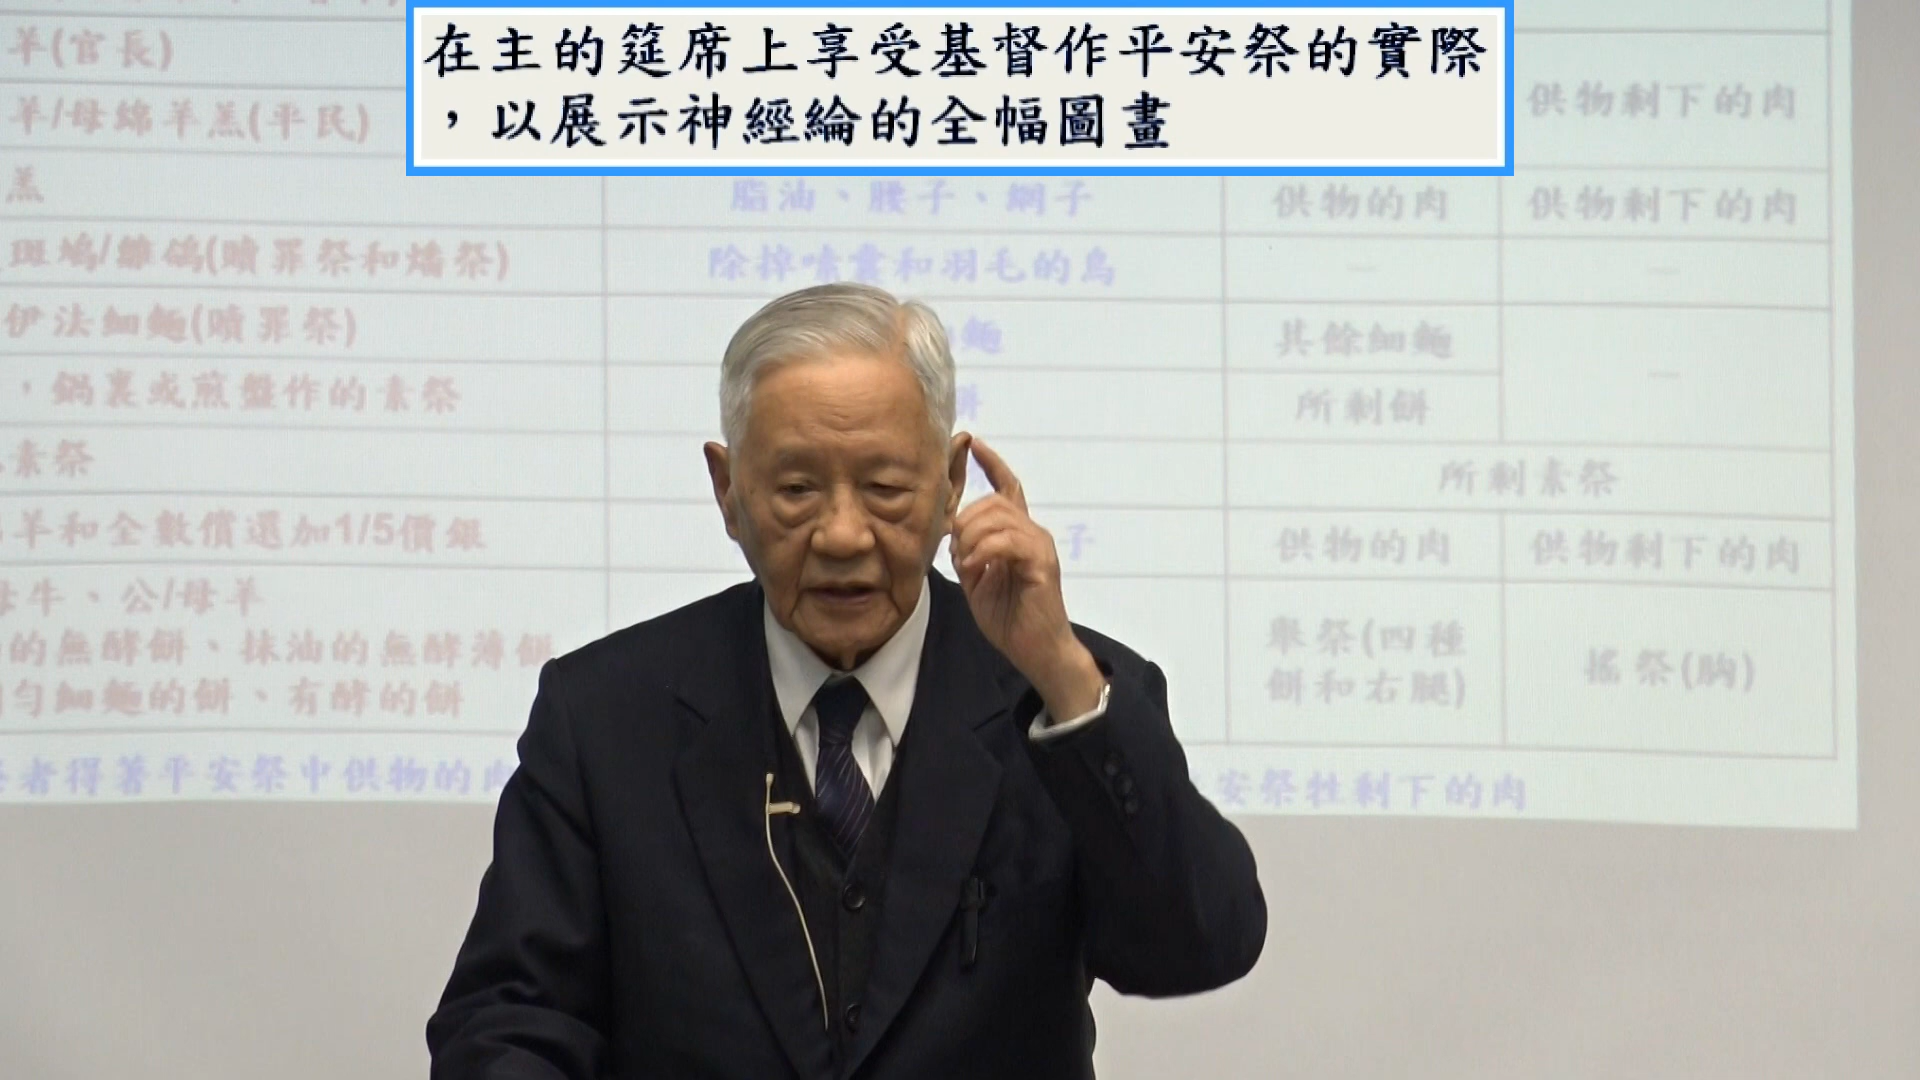 在主的筵席上享受基督作平安祭的實際
，以展示神經綸的全幅圖畫
羊(官長)
羊/母綿羊羔(平民)
供物剩下的肉
羔
脂油、腰子、網子
供物的肉
供物剩下的肉
斑鳩/雛鴿(贖罪祭和燔祭)
除掉嗉囊和羽毛的鳥
—
—
伊法細麵(贖罪祭)
麵
其餘細麵
—
，鍋裏或煎盤作的素祭
餅
所剩餅
素祭
所剩素祭
羊和全數償還加1/5價銀
子
供物的肉
供物剩下的肉
母牛、公/母羊
的無酵餅、抹油的無酵薄餅
勻細麵的餅、有酵的餅
舉祭(四種
餅和右腿)
搖祭(胸)
者得著平安祭中供物的肉
安祭牲剩下的肉